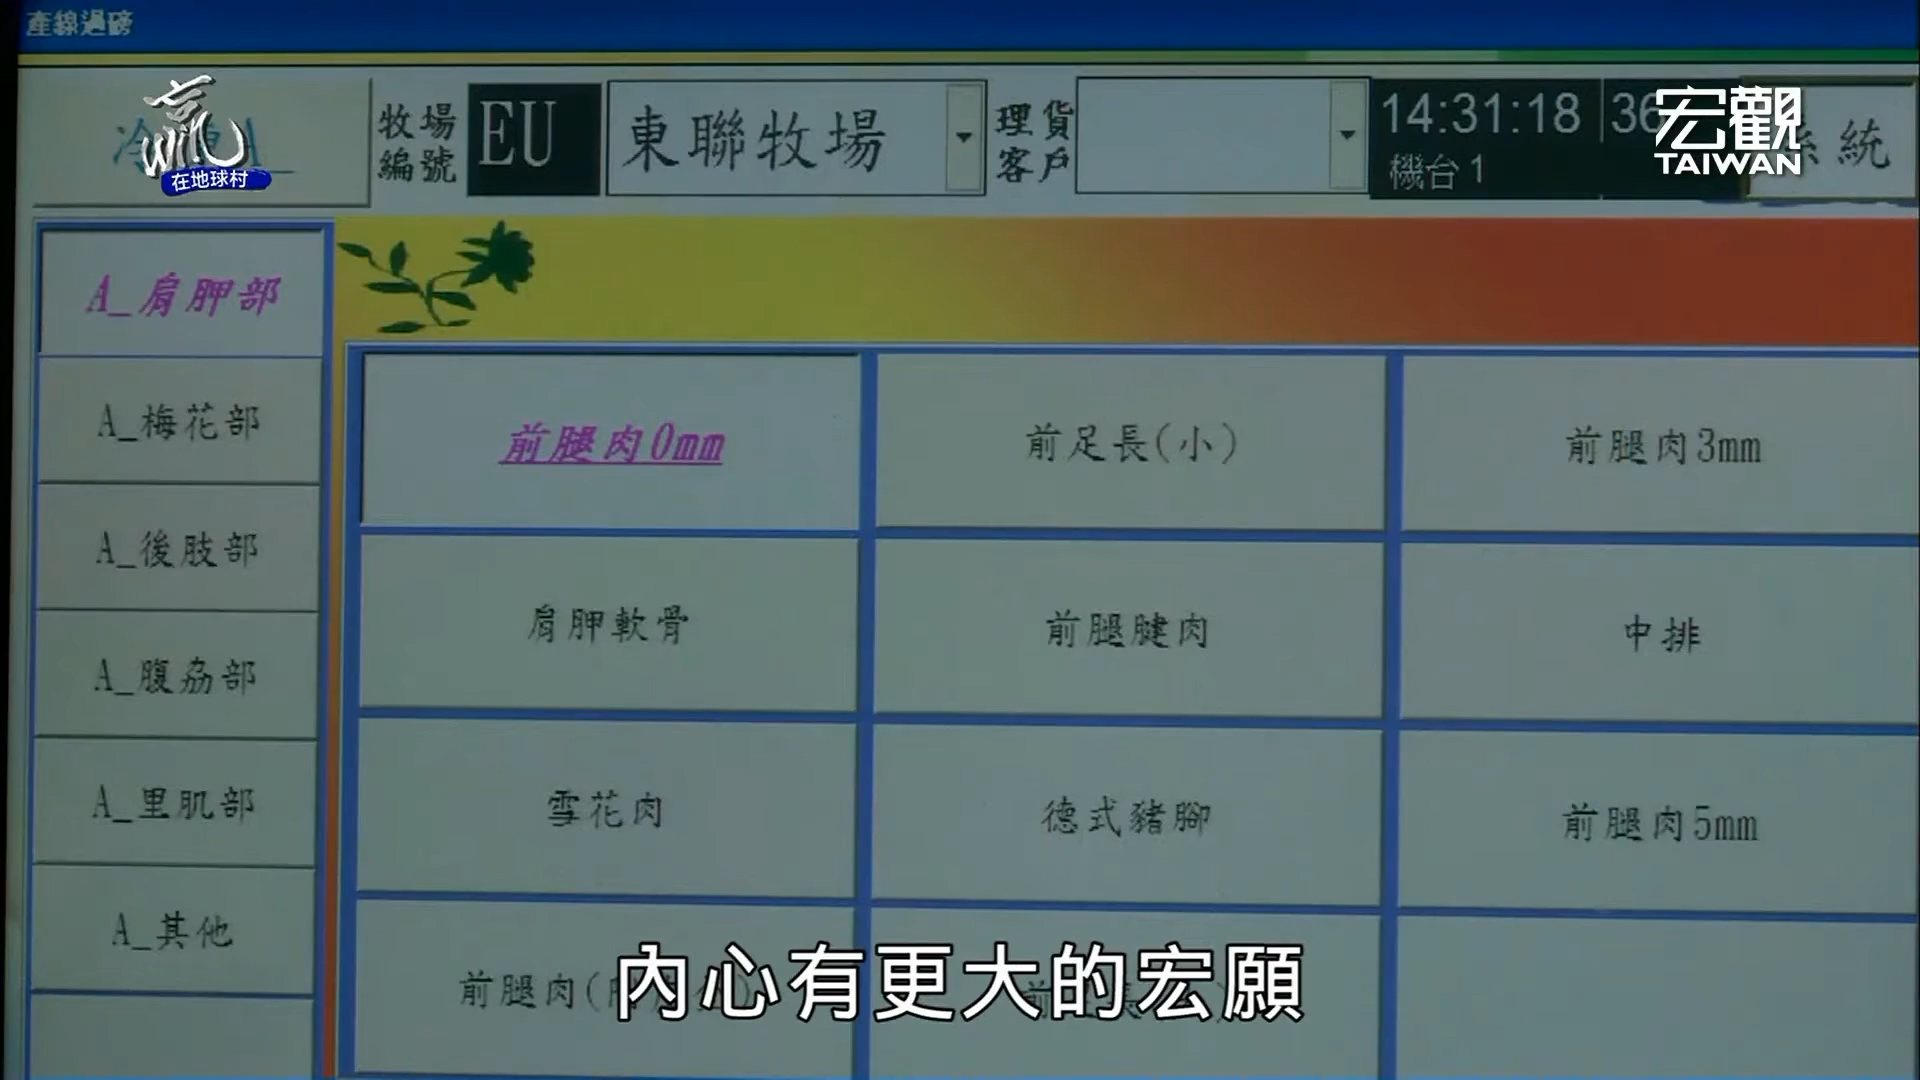 產線過磅
贏
WIN
在地球村
牧場
編號
EU
東聯牧場
理貨
客戶
14:31:18
機台 1
36
宏觀
TAIWAN
系統
A_肩胛部
A_梅花部
A_後肢部
A_腹脅部
A_里肌部
A_其他
前腿肉0mm
前足長(小)
前腿肉3mm
肩胛軟骨
前腿腱肉
中排
雪花肉
德式豬腳
前腿肉5mm
前腿肉(
內心有更大的宏願